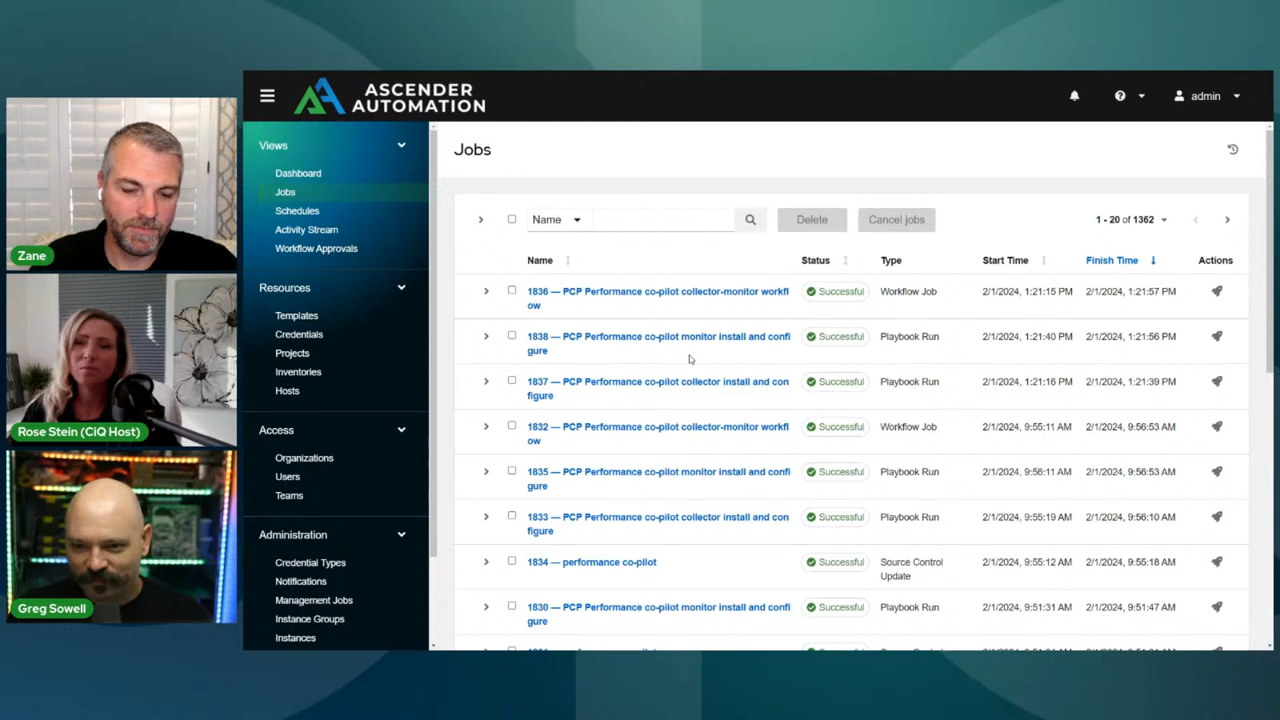 Zane
Rose Stein (CiQ Host)
Greg Sowell
ASCENDER
AUTOMATION
admin
Views
Dashboard
Jobs
Schedules
Activity Stream
Workflow Approvals
Resources
Templates
Credentials
Projects
Inventories
Hosts
Access
Organizations
Users
Teams
Administration
Credential Types
Notifications
Management Jobs
Instance Groups
Instances
Jobs
Name Delete Cancel jobs 1 - 20 of 1362
Name Status Type Start Time Finish Time Actions
1836 — PCP Performance co-pilot collector-monitor workfl Successful Workflow Job 2/1/2024, 1:21:15 PM 2/1/2024, 1:21:57 PM
ow
1838 — PCP Performance co-pilot monitor install and confi Successful Playbook Run 2/1/2024, 1:21:40 PM 2/1/2024, 1:21:56 PM
gure
1837 — PCP Performance co-pilot collector install and con Successful Playbook Run 2/1/2024, 1:21:16 PM 2/1/2024, 1:21:39 PM
figure
1832 — PCP Performance co-pilot collector-monitor workfl Successful Workflow Job 2/1/2024, 9:55:11 AM 2/1/2024, 9:56:53 AM
ow
1835 — PCP Performance co-pilot monitor install and confi Successful Playbook Run 2/1/2024, 9:56:11 AM 2/1/2024, 9:56:53 AM
gure
1833 — PCP Performance co-pilot collector install and con Successful Playbook Run 2/1/2024, 9:55:19 AM 2/1/2024, 9:56:10 AM
figure
1834 — performance co-pilot Successful Source Control 2/1/2024, 9:55:12 AM 2/1/2024, 9:55:18 AM
Update
1830 — PCP Performance co-pilot monitor install and confi Successful Playbook Run 2/1/2024, 9:51:31 AM 2/1/2024, 9:51:47 AM
gure